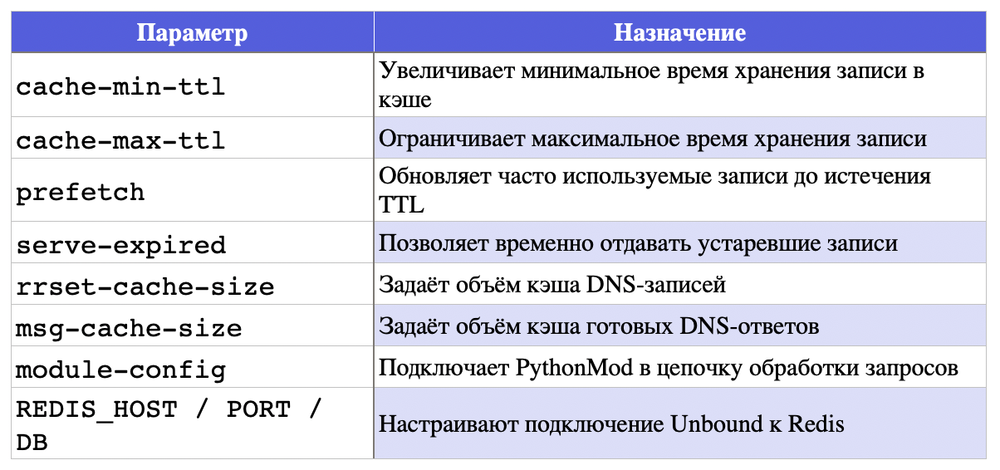 Параметр
Назначение
cache-min-ttl
Увеличивает минимальное время хранения записи в
кэше
cache-max-ttl
Ограничивает максимальное время хранения записи
prefetch
Обновляет часто используемые записи до истечения
TTL
serve-expired
Позволяет временно отдавать устаревшие записи
rrset-cache-size
Задаёт объём кэша DNS-записей
msg-cache-size
Задаёт объём кэша готовых DNS-ответов
module-config
Подключает PythonMod в цепочку обработки запросов
REDIS_HOST / PORT /
DB
Настраивают подключение Unbound к Redis